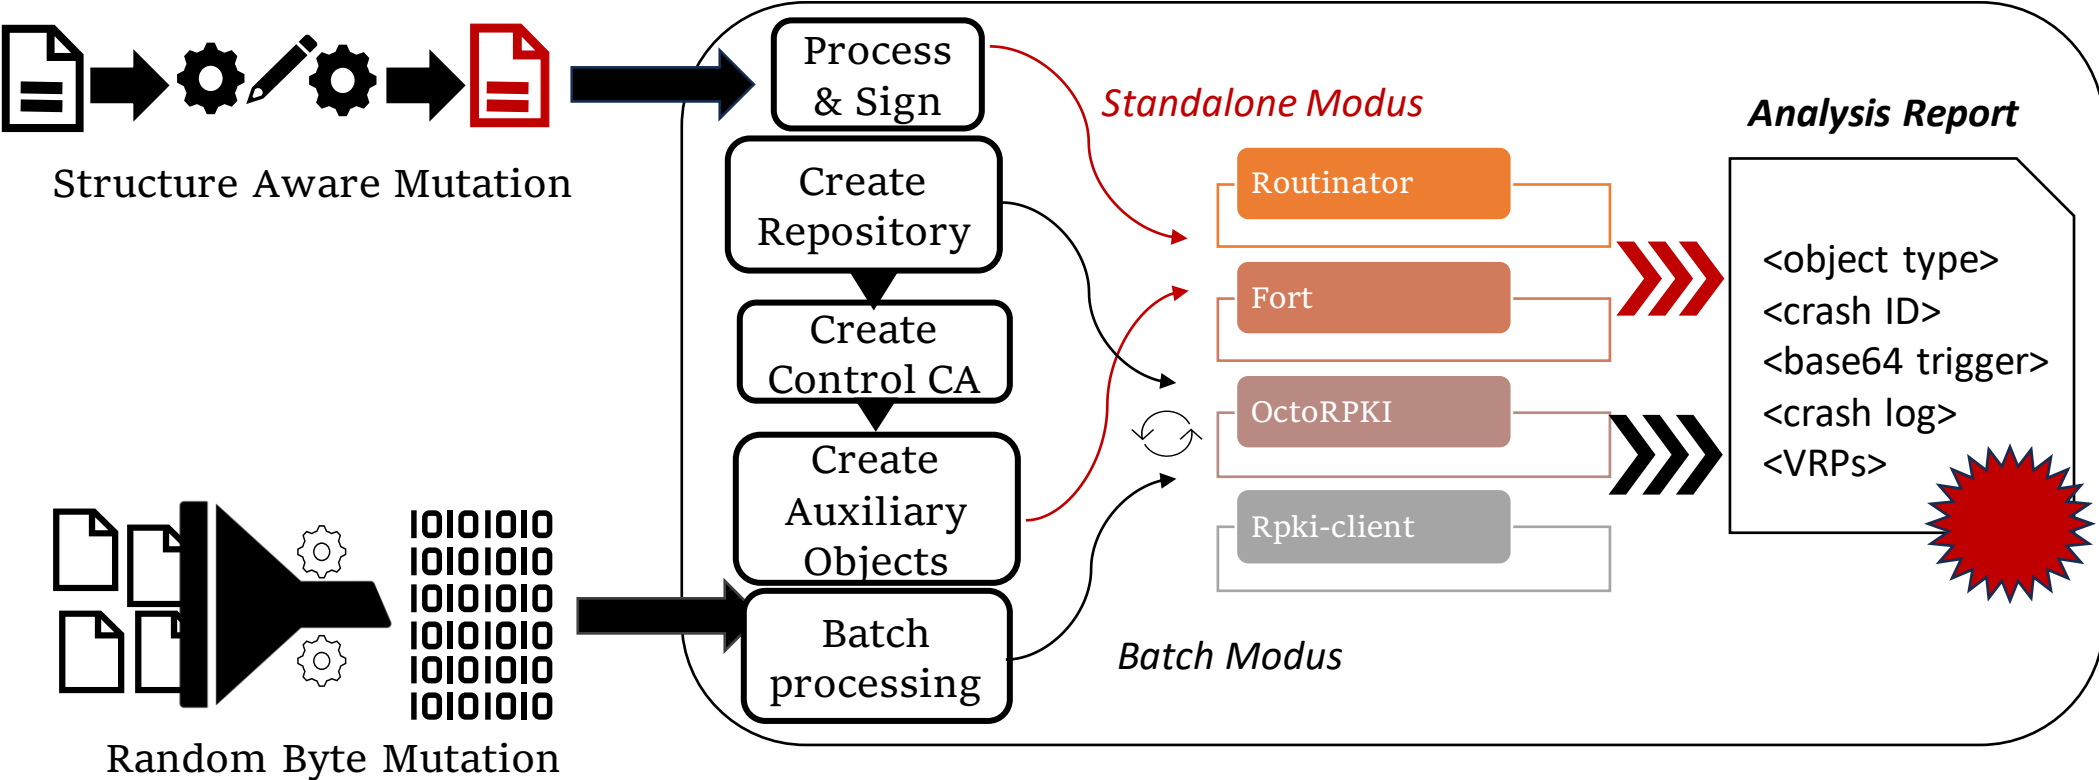 Structure Aware Mutation
IOIOIOIO
IOIOIOIO
IOIOIOIO
IOIOIOIO
IOIOIOIO
IOIOIOIO
Random Byte Mutation
Process
& Sign
Create
Repository
Create
Control CA
Create
Auxiliary
Objects
Batch
processing
Standalone Modus
Routinator
Fort
OctoRPKI
Rpki-client
Batch Modus
Analysis Report
<object type>
<crash ID>
<base64 trigger>
<crash log>
<VRPs>